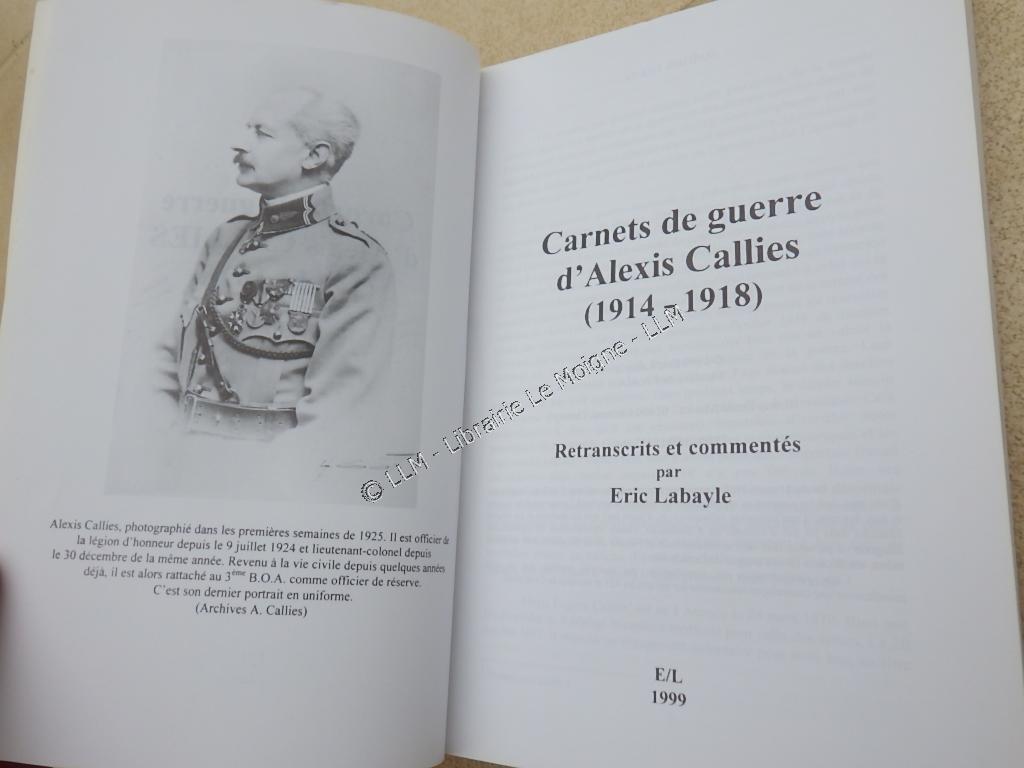 Alexis Callies, photographié dans les premières semaines de 1925. Il est officier de
la légion d'honneur depuis le 9 juillet 1924 et lieutenant-colonel depuis
le 30 décembre de la même année. Revenu à la vie civile depuis quelques années
déjà, il est alors rattaché au 3ème B.O.A. comme officier de réserve.
C'est son dernier portrait en uniforme.
(Archives A. Callies)
Carnets de guerre
d'Alexis Callies
(1914 - 1918)
Retranscrits et commentés
par
Eric Labayle
E/L
1999
© LLM - Librairie Le Moigne - LLM